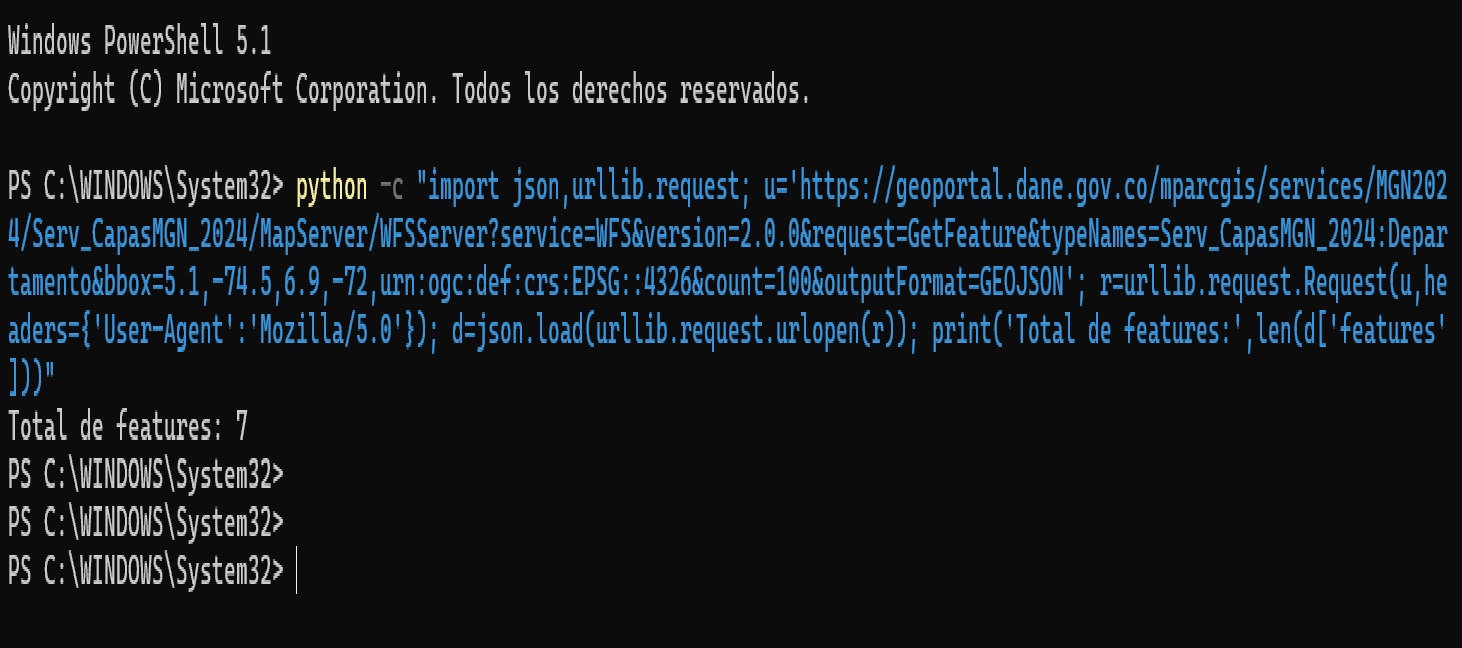 Windows PowerShell 5.1
Copyright (C) Microsoft Corporation. Todos los derechos reservados.
PS C:\WINDOWS\System32> python -c "import json,urllib.request; u='https://geoportal.dane.gov.co/mparcgis/services/MGN202
4/Serv_CapasMGN_2024/MapServer/WFSServer?service=WFS&version=2.0.0&request=GetFeature&typeNames=Serv_CapasMGN_2024:Depar
tamento&bbox=5.1,-74.5,6.9,-72,urn:ogc:def:crs:EPSG::4326&count=100&outputFormat=GEOJSON'; r=urllib.request.Request(u,he
aders={'User-Agent':'Mozilla/5.0'}); d=json.load(urllib.request.urlopen(r)); print('Total de features:',len(d['features'
]))"
Total de features: 7
PS C:\WINDOWS\System32>
PS C:\WINDOWS\System32>
PS C:\WINDOWS\System32>